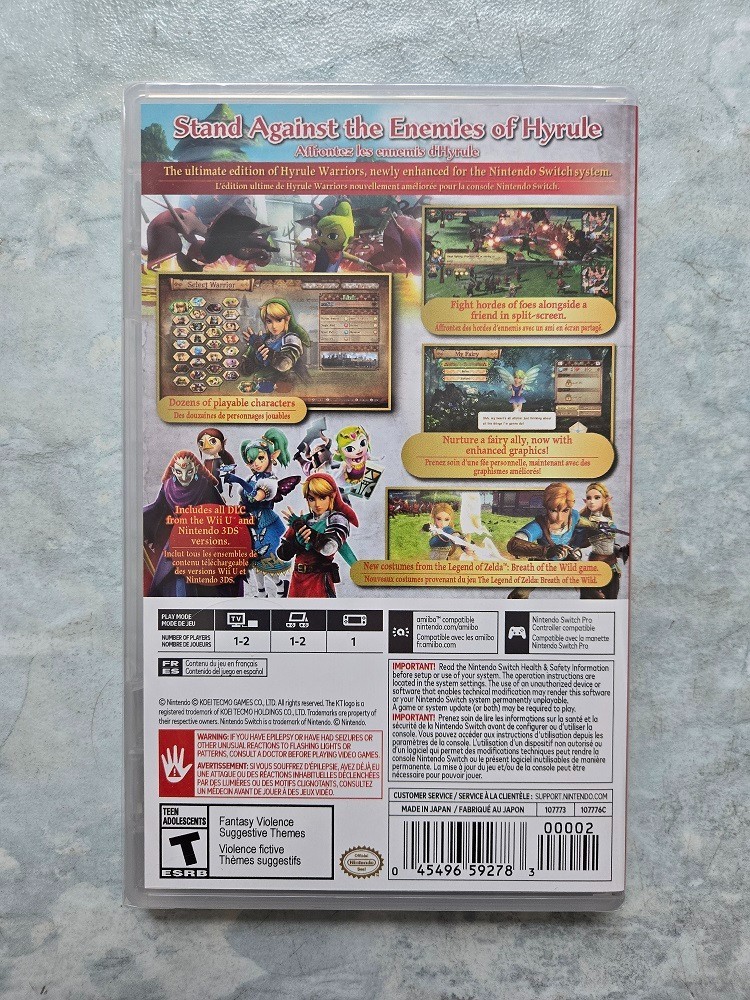 Stand Against the Enemies of Hyrule
Affrontez les ennemis d'Hyrule
The ultimate edition of Hyrule Warriors, newly enhanced for the Nintendo Switch system.
L'édition ultime de Hyrule Warriors nouvellement améliorée pour la console Nintendo Switch.
Select Warrior
Dozens of playable characters
Des douzaines de personnages jouables
Fight hordes of foes alongside a
friend in split-screen.
Affrontez des hordes d'ennemis avec un ami en écran partagé.
My Fairy
Nurture a fairy ally, now with
enhanced graphics!
Prenez soin d'une fée personnelle, maintenant avec des
graphismes améliorés!
Includes all DLC
from the Wii U™ and
Nintendo 3DS™
versions.
Inclut tous les ensembles de
contenu téléchargeable
des versions Wii U et
Nintendo 3DS.
New costumes from the Legend of Zelda™: Breath of the Wild game.
Nouveaux costumes provenant du jeu The Legend of Zelda: Breath of the Wild.
PLAY MODE
MODE DE JEU
TV
NUMBER OF PLAYERS
NOMBRE DE JOUEURS
1-2
1-2
1
amiibo™ compatible
nintendo.com/amiibo
Compatible avec les amiibo
fr.amiibo.com
Nintendo Switch Pro
Controller compatible
Compatible avec la manette
Nintendo Switch Pro
FR Contenu du jeu en français
ES Contenido del juego en español
© Nintendo © KOEI TECMO GAMES CO., LTD. All rights reserved. The KT logo is a
registered trademark of KOEI TECMO HOLDINGS CO., LTD. Trademarks are property of
their respective owners. Nintendo Switch is a trademark of Nintendo. © Nintendo.
WARNING: IF YOU HAVE EPILEPSY OR HAVE HAD SEIZURES OR
OTHER UNUSUAL REACTIONS TO FLASHING LIGHTS OR
PATTERNS, CONSULT A DOCTOR BEFORE PLAYING VIDEO GAMES.
AVERTISSEMENT: SI VOUS SOUFFREZ D'ÉPILEPSIE, AVEZ DÉJÀ EU
UNE ATTAQUE OU DES RÉACTIONS INHABITUELLES DÉCLENCHÉES
PAR DES LUMIÈRES OU DES MOTIFS CLIGNOTANTS, CONSULTEZ
UN MÉDECIN AVANT DE JOUER À DES JEUX VIDÉO.
IMPORTANT! Read the Nintendo Switch Health & Safety Information
before setup or use of your system. The operation instructions are
located in the system settings. The use of an unauthorized device or
software that enables technical modification may render this software
or your Nintendo Switch system permanently unplayable.
A game or system update (or both) may be required to play.
IMPORTANT! Prenez soin de lire les informations sur la santé et la
sécurité de la Nintendo Switch avant de configurer ou d'utiliser la
console. Vous pouvez accéder aux instructions d'utilisation depuis les
paramètres de la console. L'utilisation d'un dispositif non autorisé ou
d'un logiciel qui permet des modifications techniques peut rendre la
console Nintendo Switch ou le présent logiciel inutilisables de manière
permanente. La mise à jour du jeu et/ou de la console peut être
nécessaire pour pouvoir jouer.
CUSTOMER SERVICE / SERVICE À LA CLIENTÈLE: SUPPORT.NINTENDO.COM
MADE IN JAPAN / FABRIQUÉ AU JAPON 107773 107776C
TEEN
ADOLESCENTS
T
ESRB
Fantasy Violence
Suggestive Themes
Violence fictive
Thèmes suggestifs
Official
Nintendo
Seal
00002
0 45496 59278 3